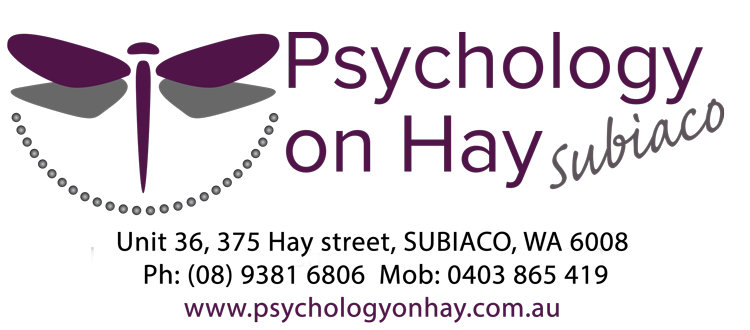 Psychology
on Hay subiaco
Unit 36, 375 Hay street, SUBIACO, WA 6008
Ph: (08) 9381 6806  Mob: 0403 865 419
www.psychologyonhay.com.au